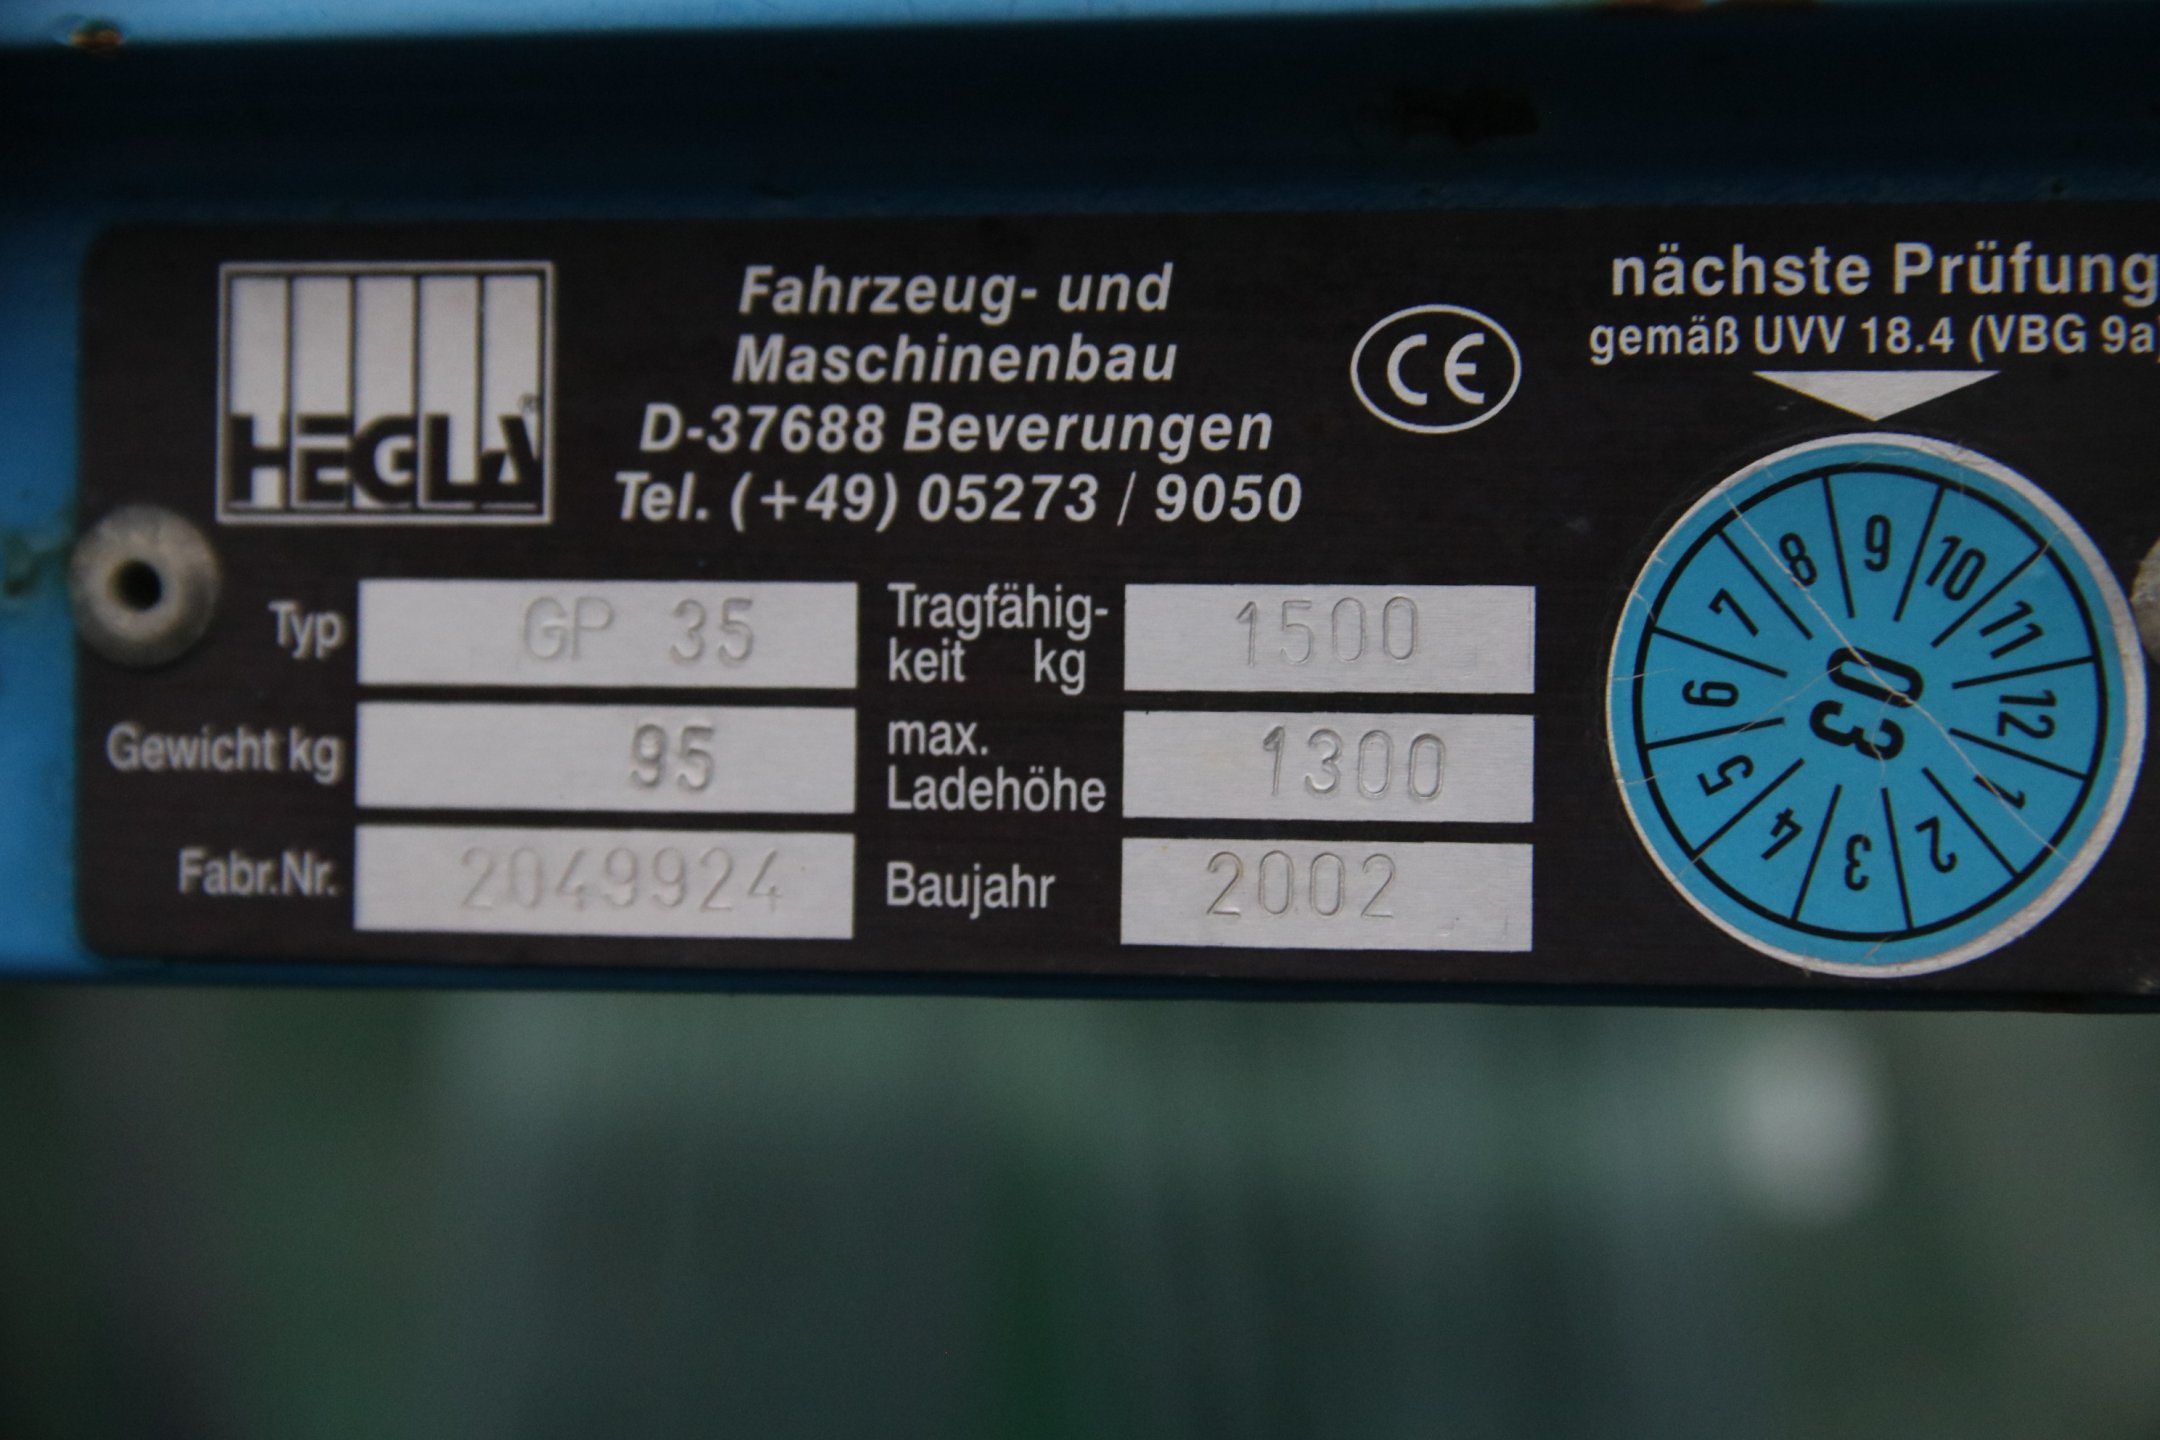 HEGLA®
Fahrzeug- und
Maschinenbau
D-37688 Beverungen
Tel. (+49) 05273 / 9050
CE
nächste Prüfung
gemäß UVV 18.4 (VBG 9a)
Typ GP 35
Gewicht kg 95
Fabr.Nr. 2049924
Tragfähig-
keit kg 1500
max.
Ladehöhe 1300
Baujahr 2002
03
1 2 3 4 5 6 7 8 9 10 11 12